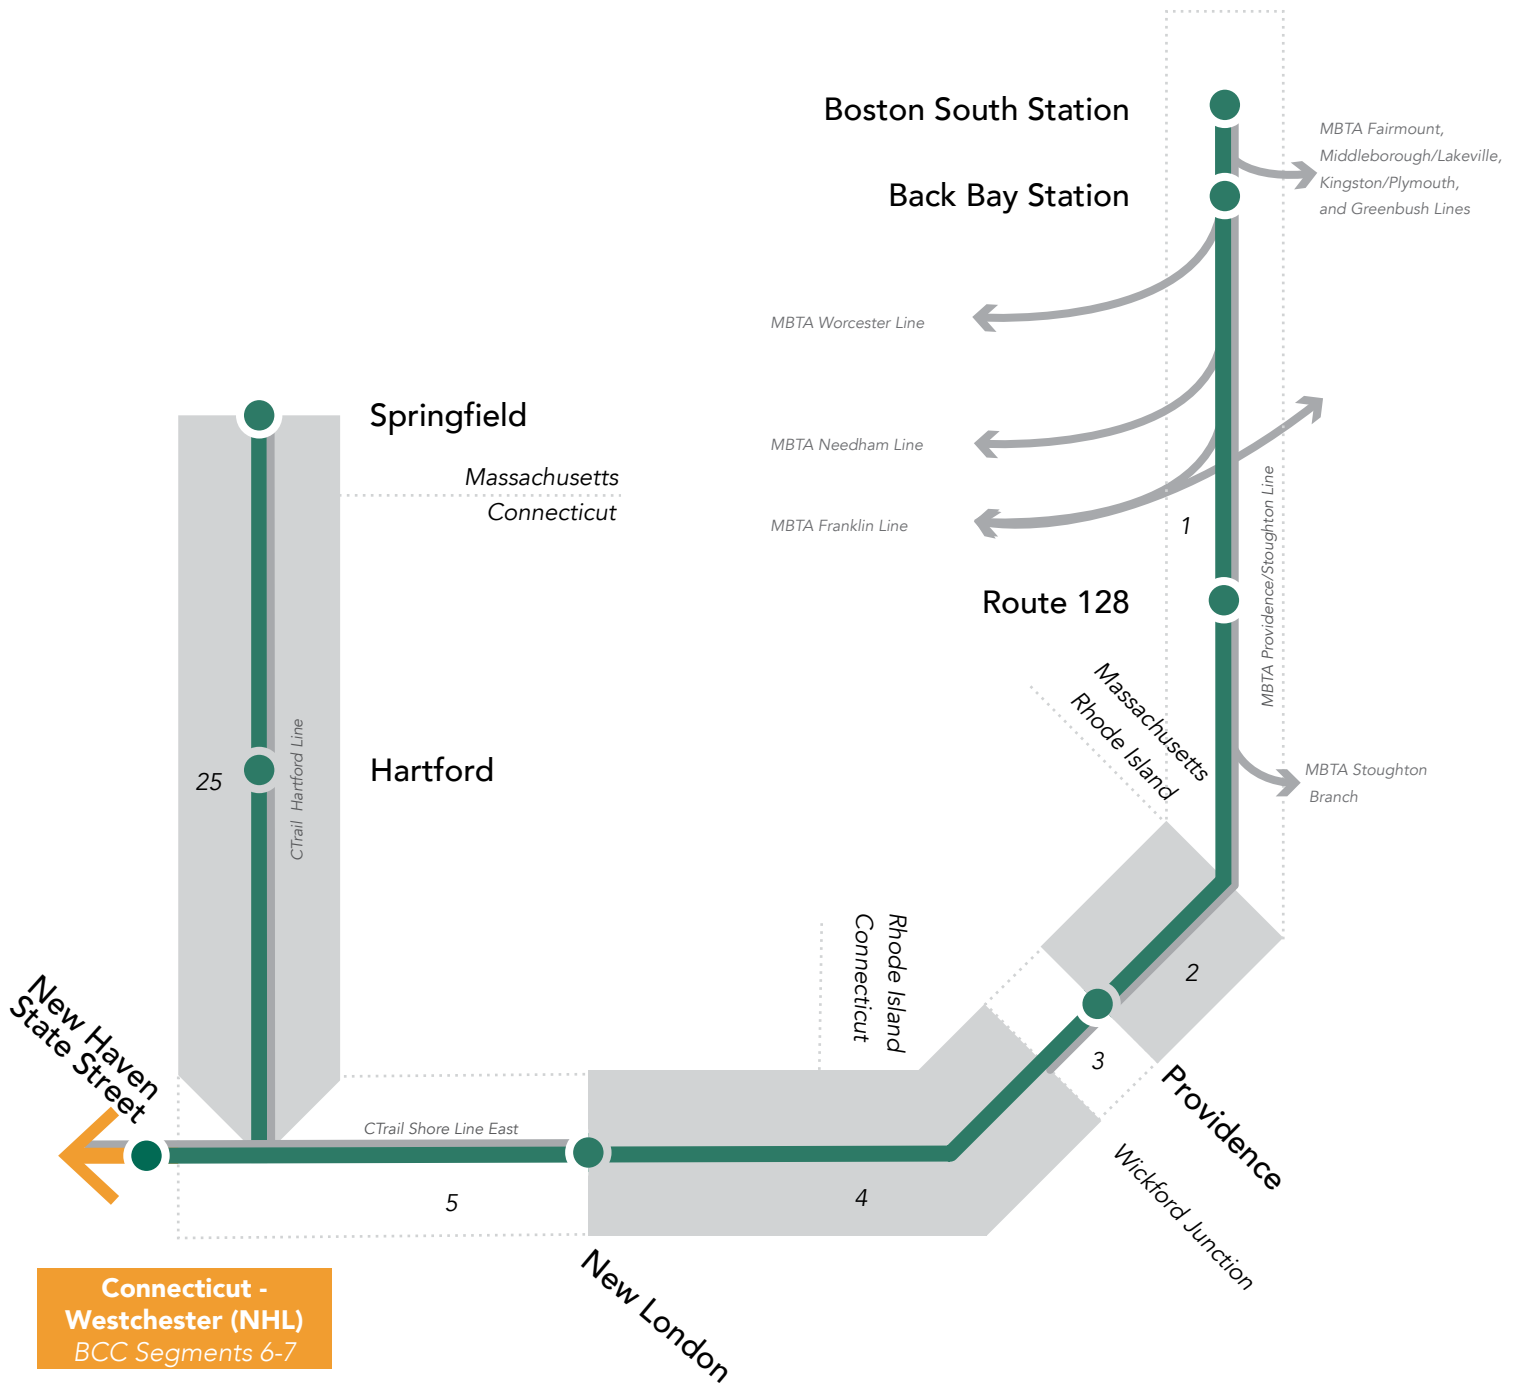 Boston South Station
MBTA Fairmount,
Middleborough/Lakeville,
Kingston/Plymouth,
and Greenbush Lines
Back Bay Station
MBTA Worcester Line
Springfield
MBTA Needham Line
Massachusetts
Connecticut
MBTA Franklin Line
1
MBTA Providence/Stoughton Line
Route 128
Massachusetts
Rhode Island
25
CTrail Hartford Line
Hartford
MBTA Stoughton
Branch
Rhode Island
Connecticut
2
New Haven
State Street
3
Providence
CTrail Shore Line East
5
4
Wickford Junction
New London
Connecticut -
Westchester (NHL)
BCC Segments 6-7